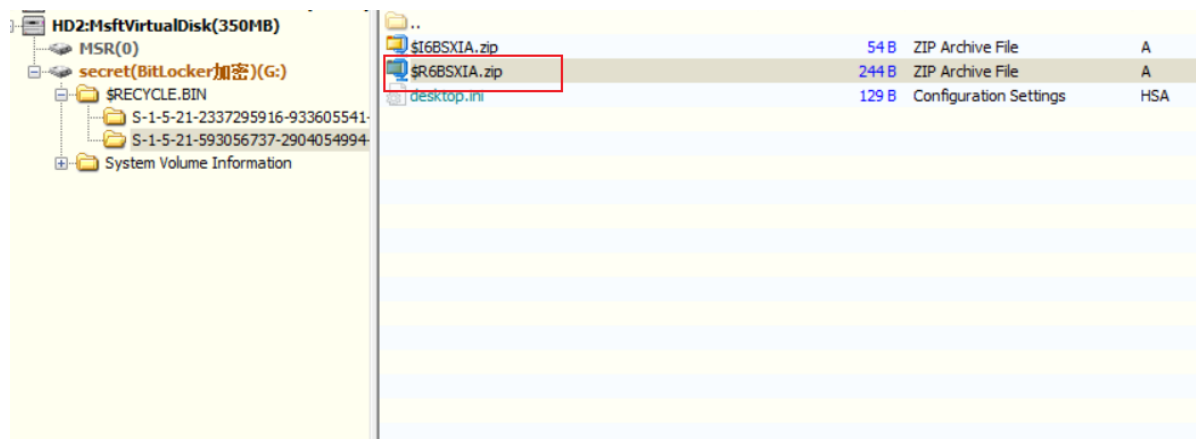 HD2:MsftVirtualDisk(350MB)
MSR(0)
secret(BitLocker加密)(G:)
$RECYCLE.BIN
S-1-5-21-2337295916-933605541-
S-1-5-21-593056737-2904054994-
System Volume Information
..
$I6BSXIA.zip 54 B ZIP Archive File A
$R6BSXIA.zip 244 B ZIP Archive File A
desktop.ini 129 B Configuration Settings HSA